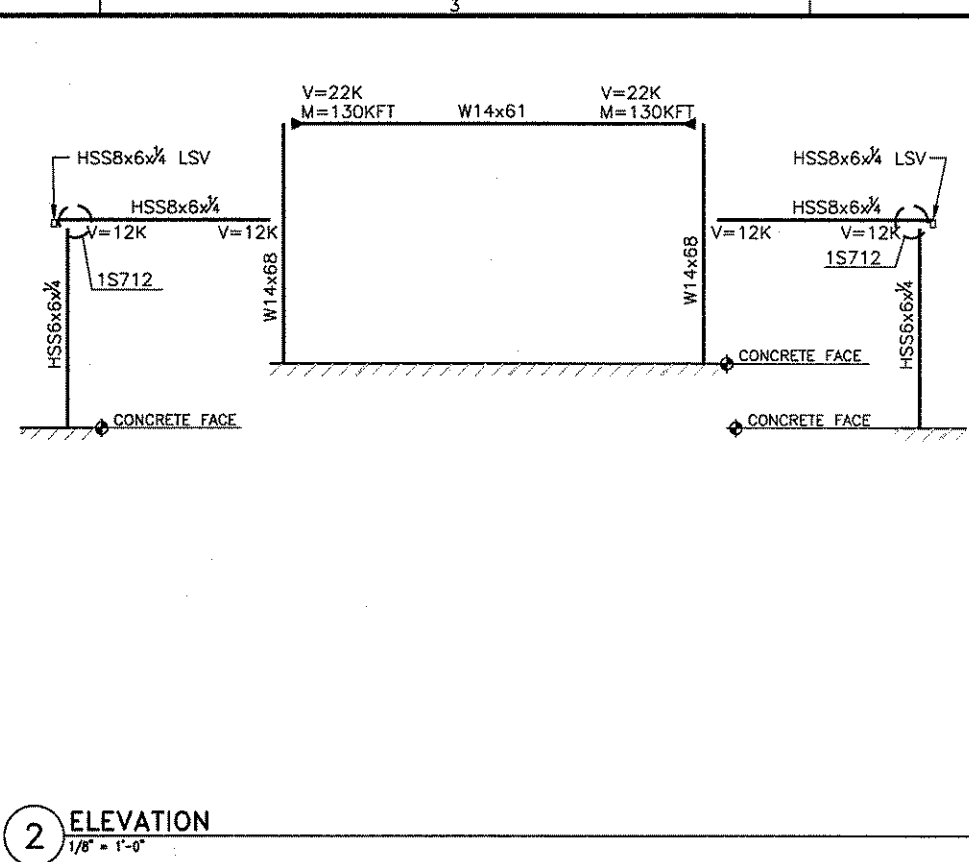 3
V=22K
M=130KFT
W14x61
V=22K
M=130KFT
HSS8x6x¼ LSV
HSS8x6x¼ LSV
HSS8x6x¼
HSS8x6x¼
V=12K
V=12K
V=12K
V=12K
1S712
1S712
HSS6x6x¼
W14x68
W14x68
HSS6x6x¼
CONCRETE FACE
CONCRETE FACE
CONCRETE FACE
2
ELEVATION
1/8" = 1'-0"